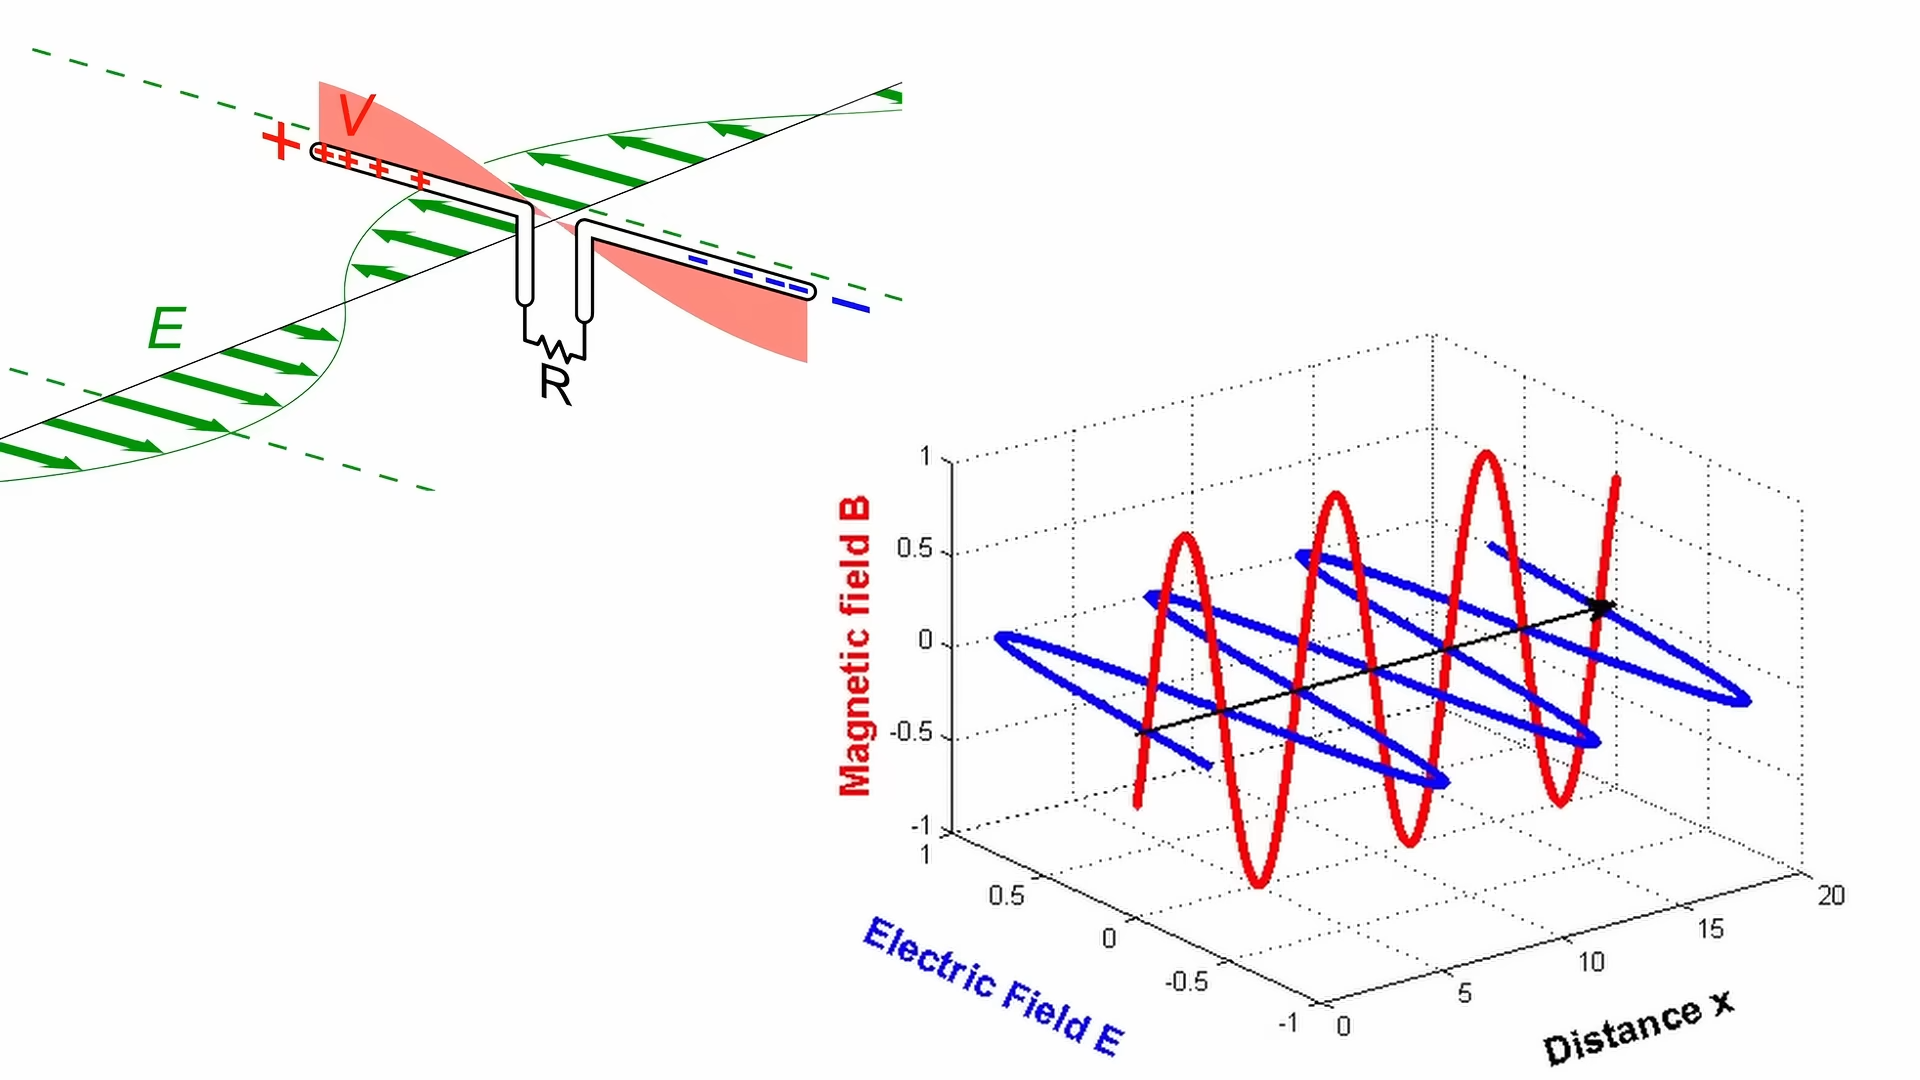 V
+
+ + + +
E
R
- - - -
-
Magnetic field B
1
0.5
0
-0.5
-1
1
0.5
0
-0.5
-1
Electric Field E
0
5
10
15
20
Distance x